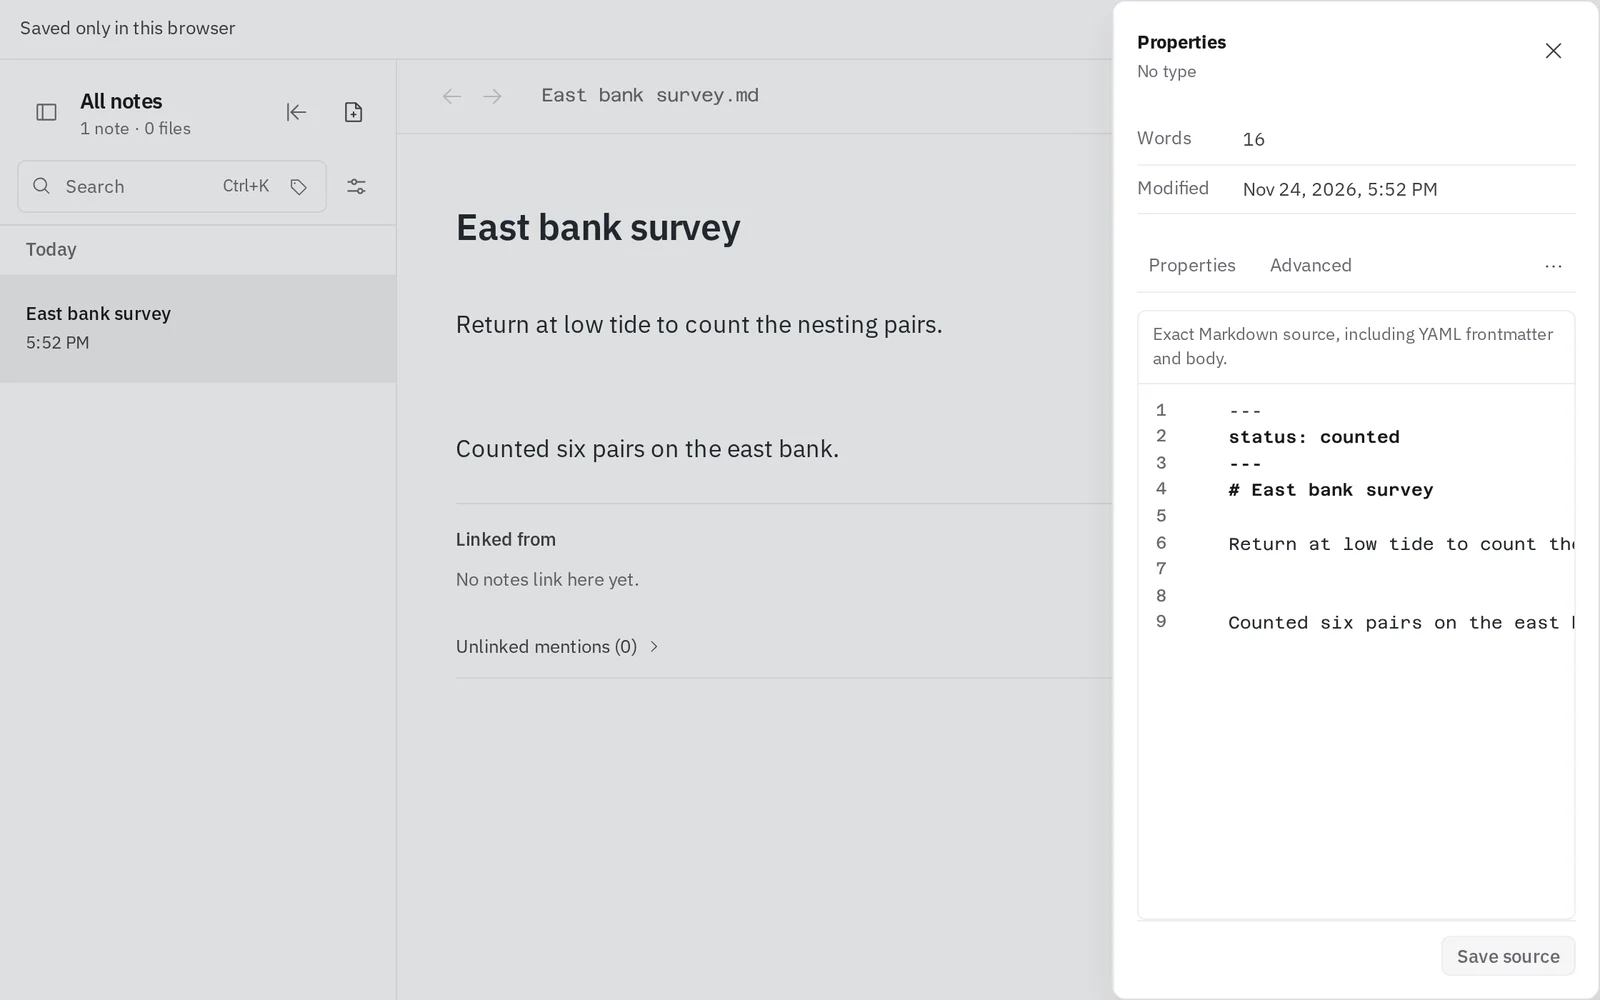 Saved only in this browser
All notes
1 note · 0 files
Search
Ctrl+K
Today
East bank survey
5:52 PM
East bank survey.md
East bank survey
Return at low tide to count the nesting pairs.
Counted six pairs on the east bank.
Linked from
No notes link here yet.
Unlinked mentions (0)
Properties
No type
Words 16
Modified Nov 24, 2026, 5:52 PM
Properties Advanced ...
Exact Markdown source, including YAML frontmatter
and body.
1 ---
2 status: counted
3 ---
4 # East bank survey
5
6 Return at low tide to count the
7
8
9 Counted six pairs on the east
Save source